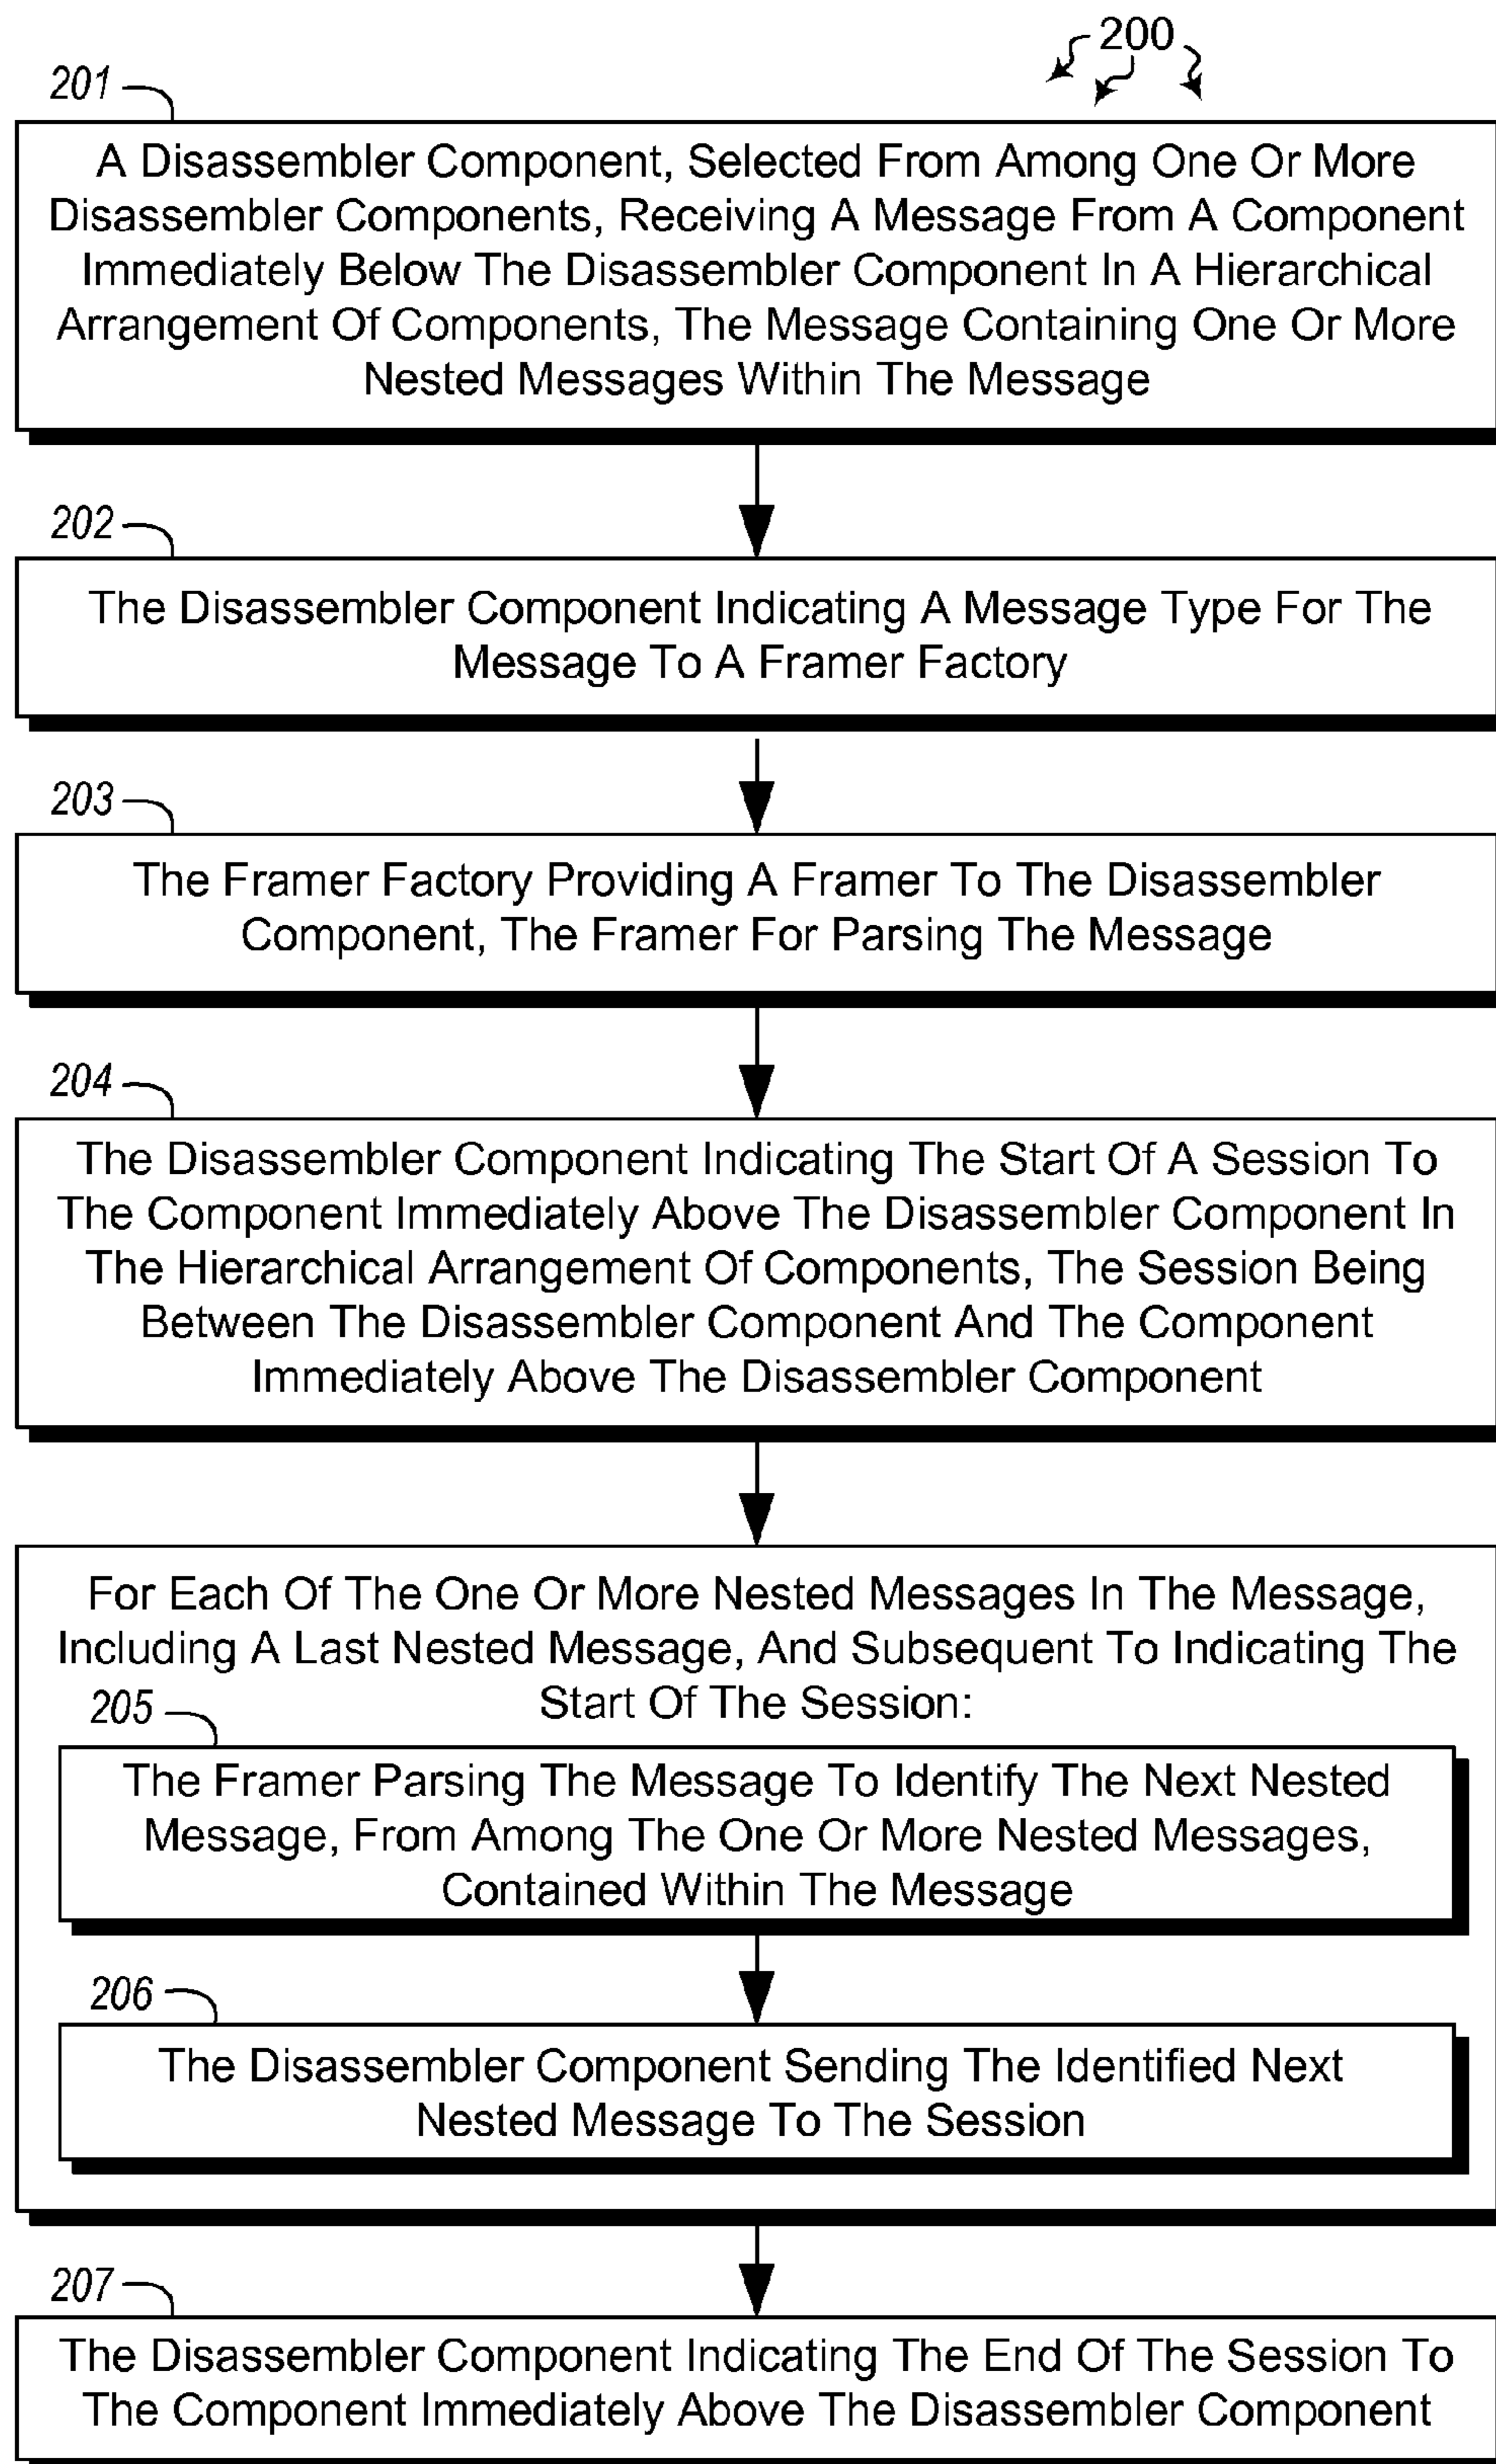 200
201
A Disassembler Component, Selected From Among One Or More
Disassembler Components, Receiving A Message From A Component
Immediately Below The Disassembler Component In A Hierarchical
Arrangement Of Components, The Message Containing One Or More
Nested Messages Within The Message
202
The Disassembler Component Indicating A Message Type For The
Message To A Framer Factory
203
The Framer Factory Providing A Framer To The Disassembler
Component, The Framer For Parsing The Message
204
The Disassembler Component Indicating The Start Of A Session To
The Component Immediately Above The Disassembler Component In
The Hierarchical Arrangement Of Components, The Session Being
Between The Disassembler Component And The Component
Immediately Above The Disassembler Component
For Each Of The One Or More Nested Messages In The Message,
Including A Last Nested Message, And Subsequent To Indicating The
Start Of The Session:
205
The Framer Parsing The Message To Identify The Next Nested
Message, From Among The One Or More Nested Messages,
Contained Within The Message
206
The Disassembler Component Sending The Identified Next
Nested Message To The Session
207
The Disassembler Component Indicating The End Of The Session To
The Component Immediately Above The Disassembler Component